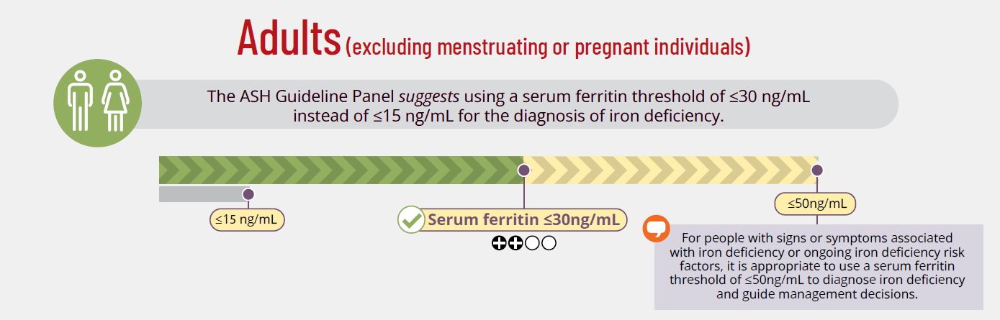 Adults (excluding menstruating or pregnant individuals)
The ASH Guideline Panel suggests using a serum ferritin threshold of ≤30 ng/mL
instead of ≤15 ng/mL for the diagnosis of iron deficiency.
≤15 ng/mL
Serum ferritin ≤30ng/mL
≤50ng/mL
For people with signs or symptoms associated
with iron deficiency or ongoing iron deficiency risk
factors, it is appropriate to use a serum ferritin
threshold of ≤50ng/mL to diagnose iron deficiency
and guide management decisions.